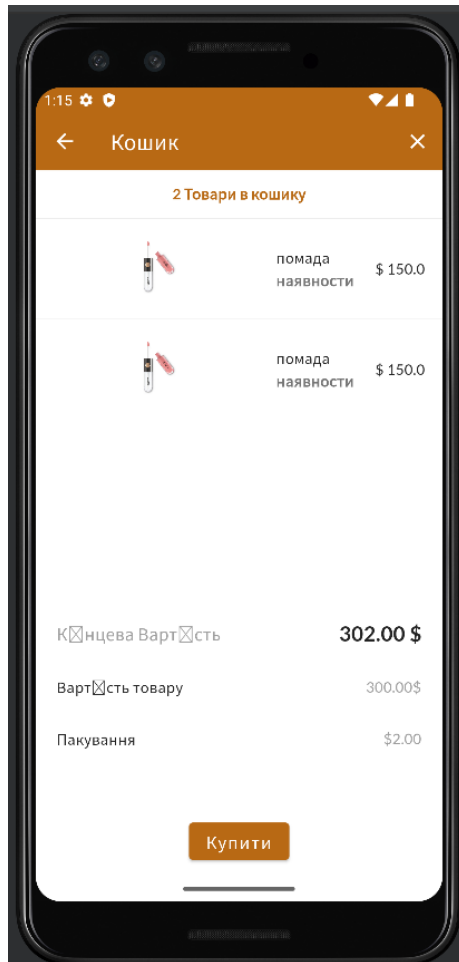 1:15
Кошик
2 Товари в кошику
помада
наявности
$ 150.0
помада
наявности
$ 150.0
К☒нцева Варт☒сть
302.00 $
Варт☒сть товару
300.00$
Пакування
$2.00
Купити